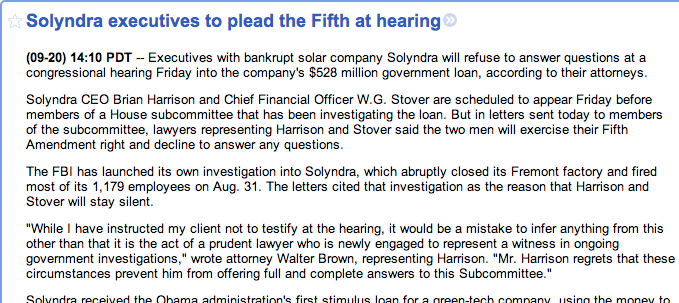 Solyndra executives to plead the Fifth at hearing
(09-20) 14:10 PDT -- Executives with bankrupt solar company Solyndra will refuse to answer questions at a
congressional hearing Friday into the company's $528 million government loan, according to their attorneys.
Solyndra CEO Brian Harrison and Chief Financial Officer W.G. Stover are scheduled to appear Friday before
members of a House subcommittee that has been investigating the loan. But in letters sent today to members
of the subcommittee, lawyers representing Harrison and Stover said the two men will exercise their Fifth
Amendment right and decline to answer any questions.
The FBI has launched its own investigation into Solyndra, which abruptly closed its Fremont factory and fired
most of its 1,179 employees on Aug. 31. The letters cited that investigation as the reason that Harrison and
Stover will stay silent.
"While I have instructed my client not to testify at the hearing, it would be a mistake to infer anything from this
other than that it is the act of a prudent lawyer who is newly engaged to represent a witness in ongoing
government investigations," wrote attorney Walter Brown, representing Harrison. "Mr. Harrison regrets that these
circumstances prevent him from offering full and complete answers to this Subcommittee."
Solyndra received the Obama administration's first stimulus loan for a green-tech company, using the money to